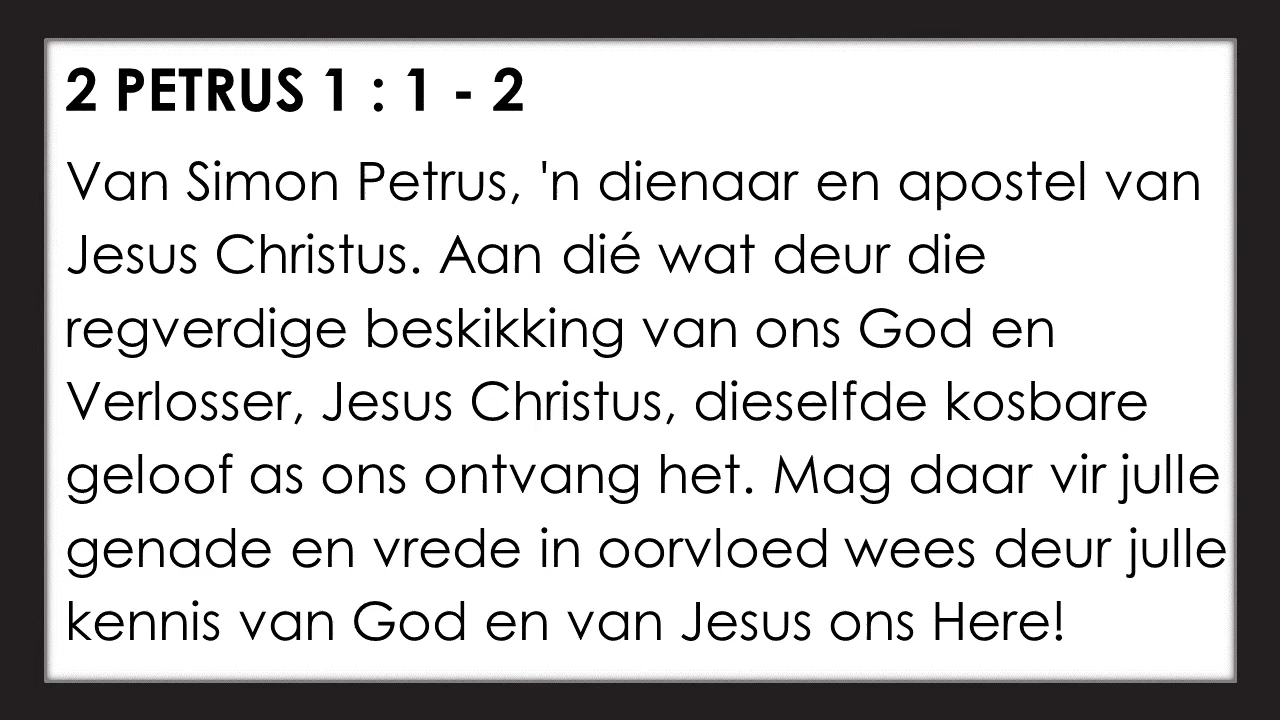 2 PETRUS 1 : 1 - 2
Van Simon Petrus, 'n dienaar en apostel van
Jesus Christus. Aan dié wat deur die
regverdige beskikking van ons God en
Verlosser, Jesus Christus, dieselfde kosbare
geloof as ons ontvang het. Mag daar vir julle
genade en vrede in oorvloed wees deur julle
kennis van God en van Jesus ons Here!